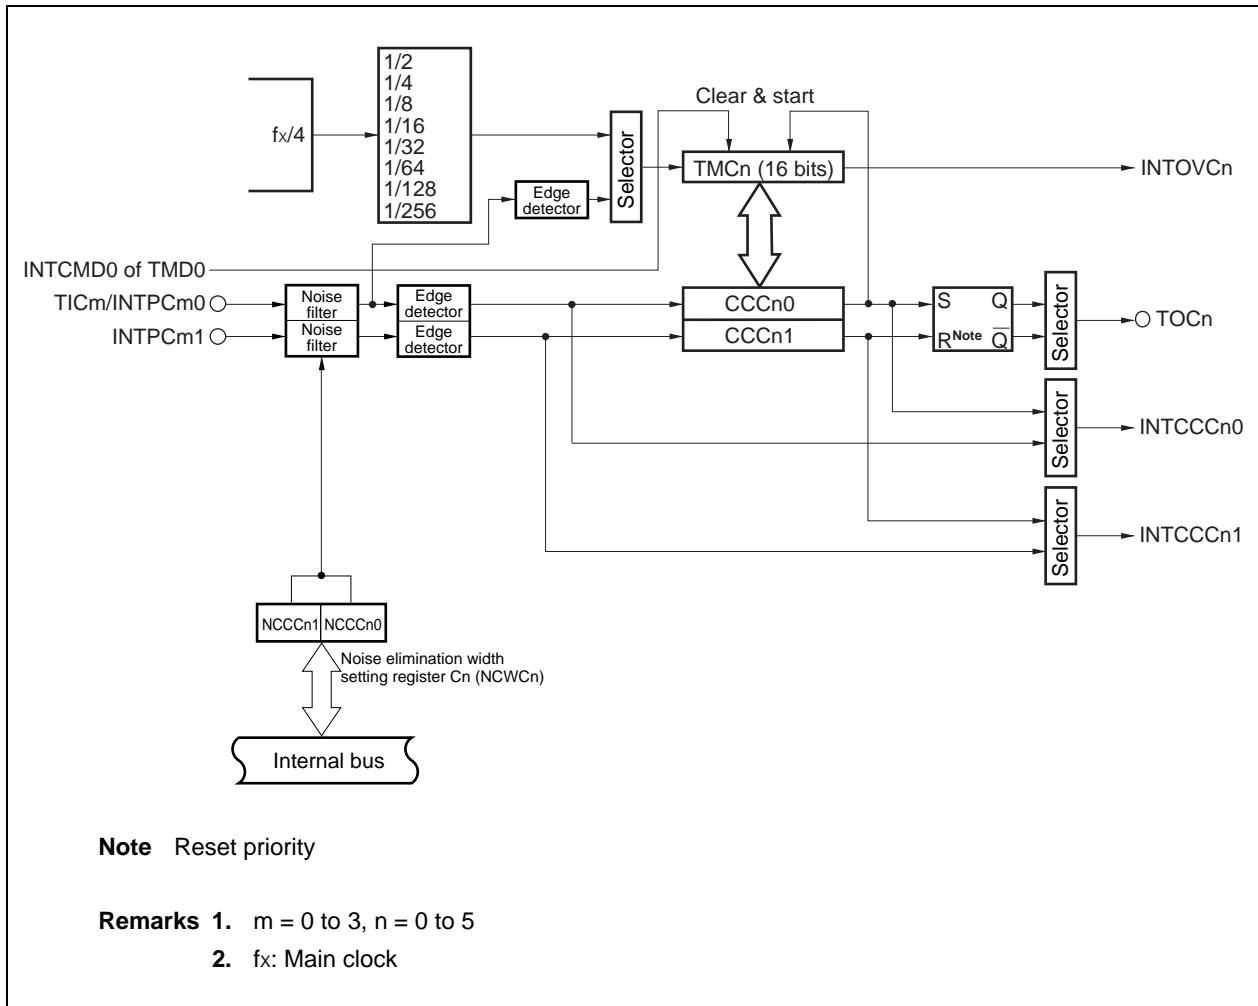 1/2
1/4
1/8
1/16
1/32
1/64
1/128
1/256
fx/4
Clear & start
Selector
TMCn (16 bits)
INTOVCn
Edge
detector
INTCMD0 of TMD0
TICm/INTPCm0
Noise
filter
Edge
detector
CCCn0
S Q
Selector
TOCn
INTPCm1
Noise
filter
Edge
detector
CCCn1
RNote Q̅
Selector
INTCCCn0
Selector
INTCCCn1
NCCCn1 NCCCn0
Noise elimination width
setting register Cn (NCWCn)
Internal bus
Note Reset priority
Remarks 1. m = 0 to 3, n = 0 to 5
2. fx: Main clock